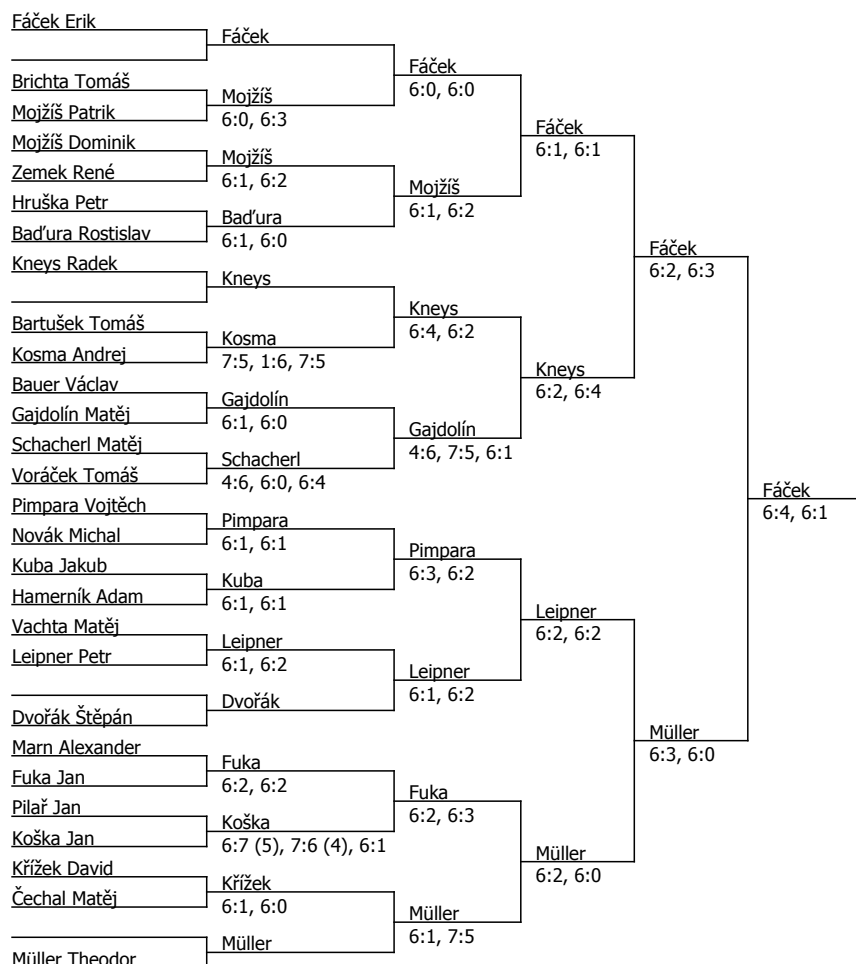 Fáček Erik
Fáček
Fáček
6:0, 6:0
Brichta Tomáš
Mojžíš Patrik
Mojžíš
6:0, 6:3
Fáček
6:1, 6:1
Mojžíš Dominik
Zemek René
Mojžíš
6:1, 6:2
Mojžíš
6:1, 6:2
Hruška Petr
Baďura Rostislav
Baďura
6:1, 6:0
Fáček
6:2, 6:3
Kneys Radek
Kneys
Kneys
6:4, 6:2
Bartušek Tomáš
Kosma Andrej
Kosma
7:5, 1:6, 7:5
Kneys
6:2, 6:4
Bauer Václav
Gajdolín Matěj
Gajdolín
6:1, 6:0
Gajdolín
4:6, 7:5, 6:1
Schacherl Matěj
Voráček Tomáš
Schacherl
4:6, 6:0, 6:4
Fáček
6:4, 6:1
Pimpara Vojtěch
Novák Michal
Pimpara
6:1, 6:1
Pimpara
6:3, 6:2
Kuba Jakub
Hamerník Adam
Kuba
6:1, 6:1
Leipner
6:2, 6:2
Vachta Matěj
Leipner Petr
Leipner
6:1, 6:2
Leipner
6:1, 6:2
Dvořák Štěpán
Dvořák
Müller
6:3, 6:0
Marn Alexander
Fuka Jan
Fuka
6:2, 6:2
Fuka
6:2, 6:3
Pilař Jan
Koška Jan
Koška
6:7 (5), 7:6 (4), 6:1
Müller
6:2, 6:0
Křížek David
Čechal Matěj
Křížek
6:1, 6:0
Müller
6:1, 7:5
Müller
Müller Theodor